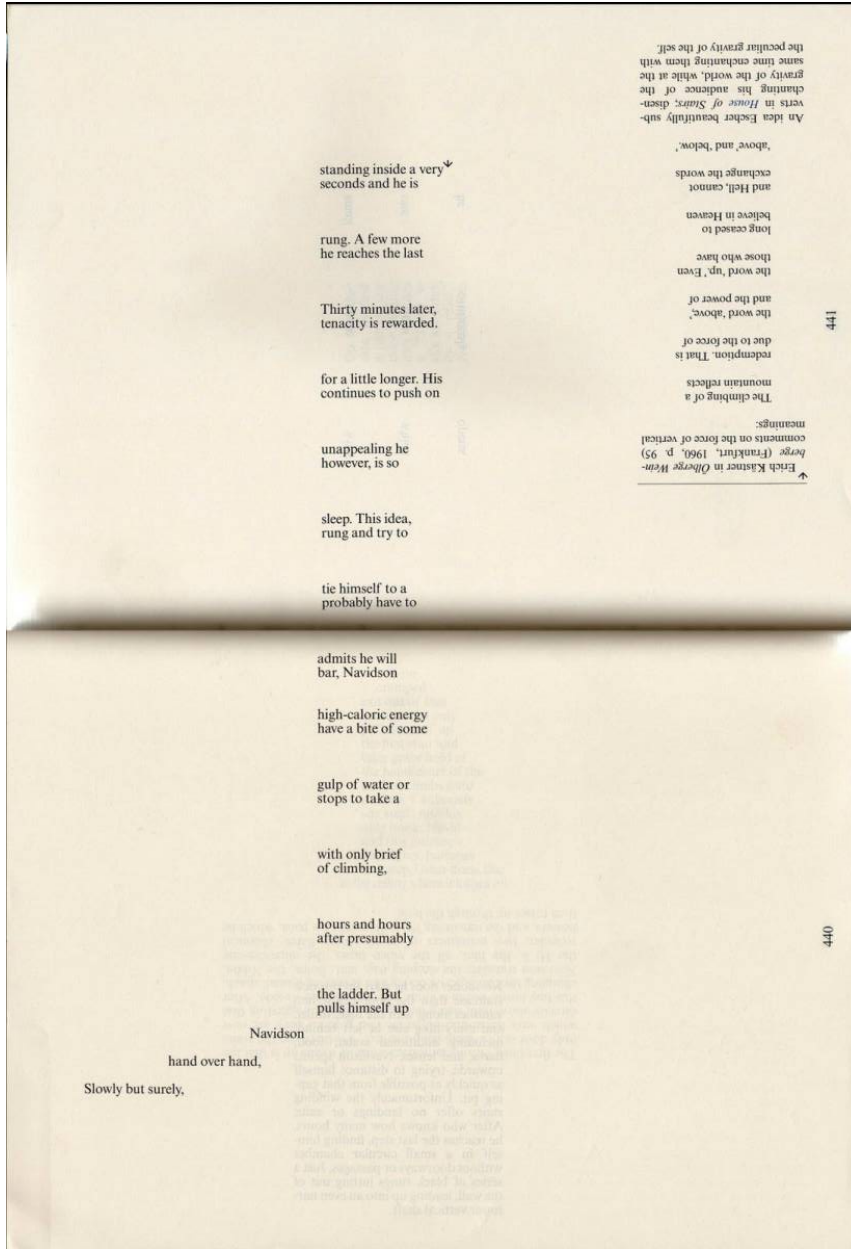 Slowly but surely,
hand over hand,
Navidson
pulls himself up
the ladder. But
after presumably
hours and hours
of climbing,
with only brief
stops to take a
gulp of water or
have a bite of some
high-caloric energy
bar, Navidson
admits he will
probably have to
tie himself to a
rung and try to
sleep. This idea,
however, is so
unappealing he
continues to push on
for a little longer. His
tenacity is rewarded.
Thirty minutes later,
he reaches the last
rung. A few more
seconds and he is
standing inside a very↓
440
↓Erich Kästner in Ölberge Wein-
berge (Frankfurt, 1960, p. 95)
comments on the force of vertical
meanings:
The climbing of a
mountain reflects
redemption. That is
due to the force of
the word 'above,'
and the power of
the word 'up.' Even
those who have
long ceased to
believe in Heaven
and Hell, cannot
exchange the words
'above' and 'below.'
An idea Escher beautifully sub-
verts in House of Stairs; disen-
chanting his audience of the
gravity of the world, while at the
same time enchanting them with
the peculiar gravity of the self.
441